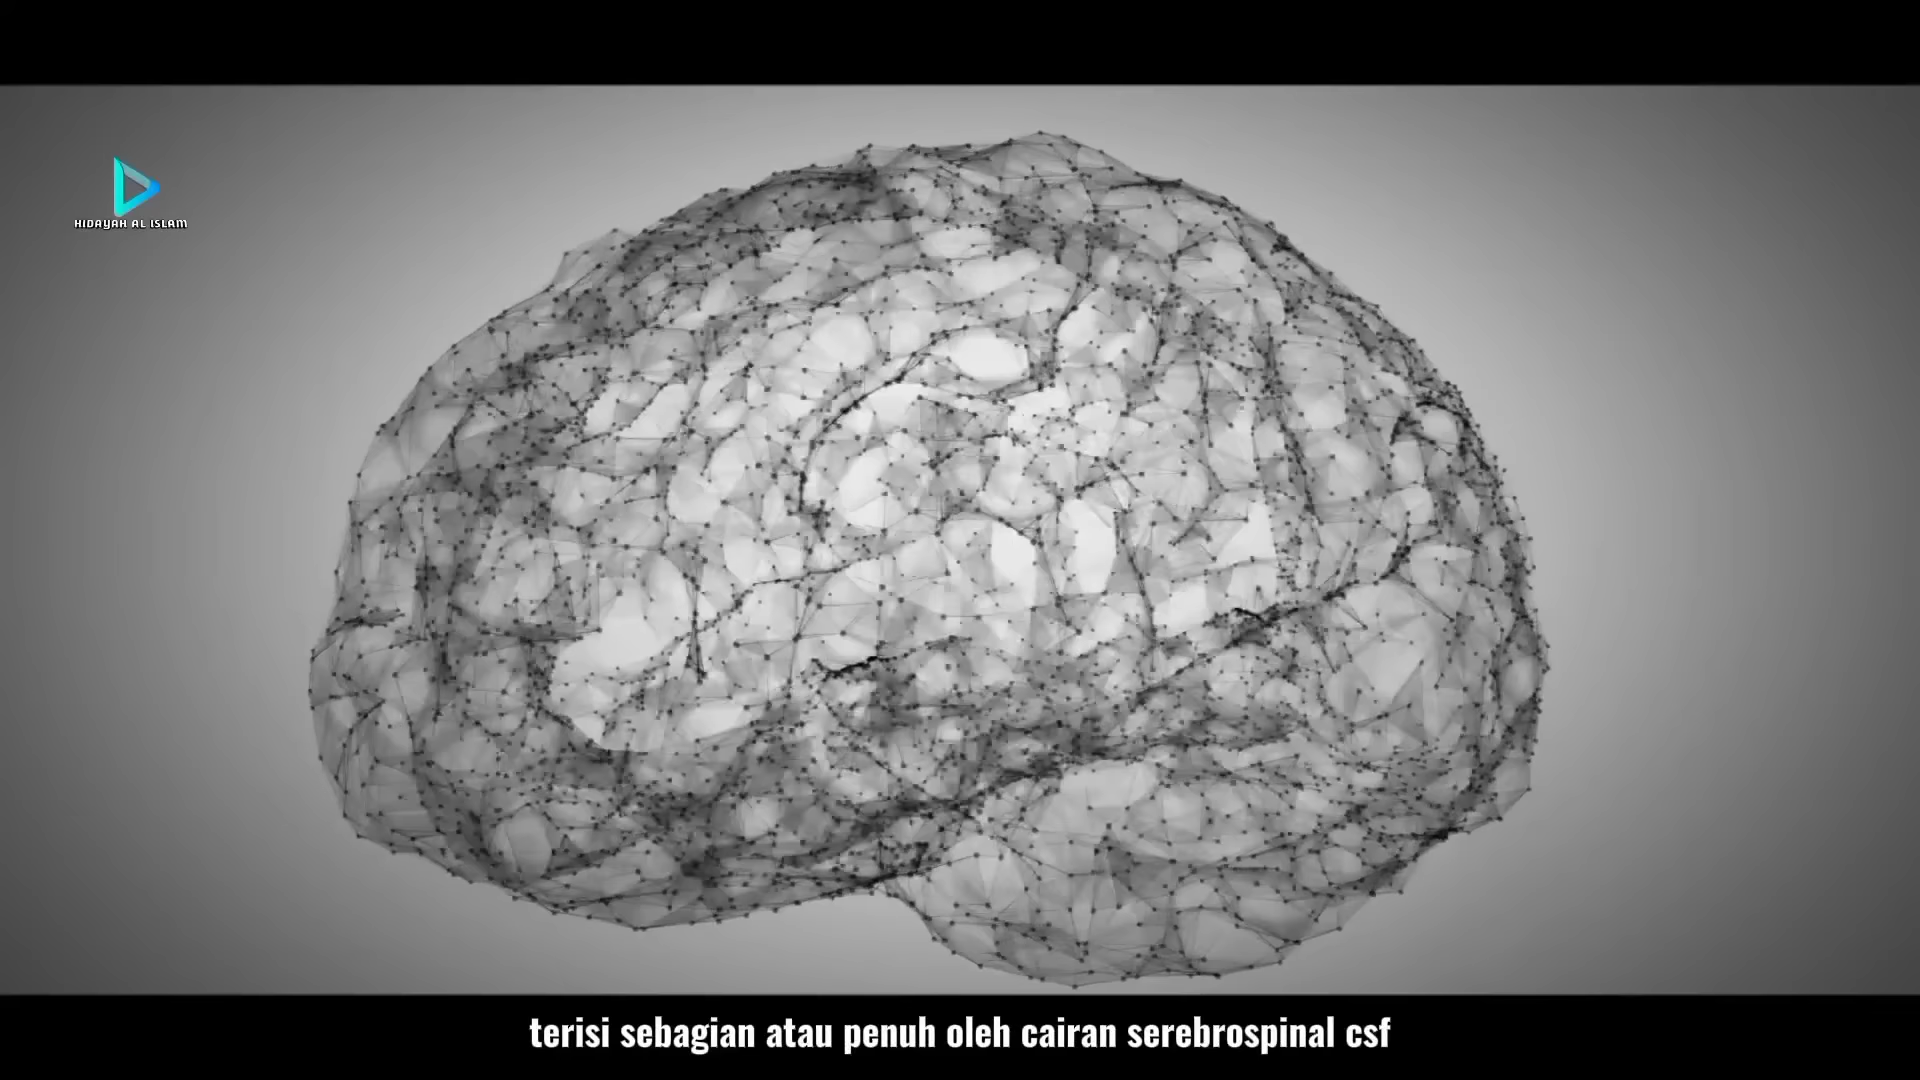 HIDAYAH AL ISLAM
terisi sebagian atau penuh oleh cairan serebrospinal csf